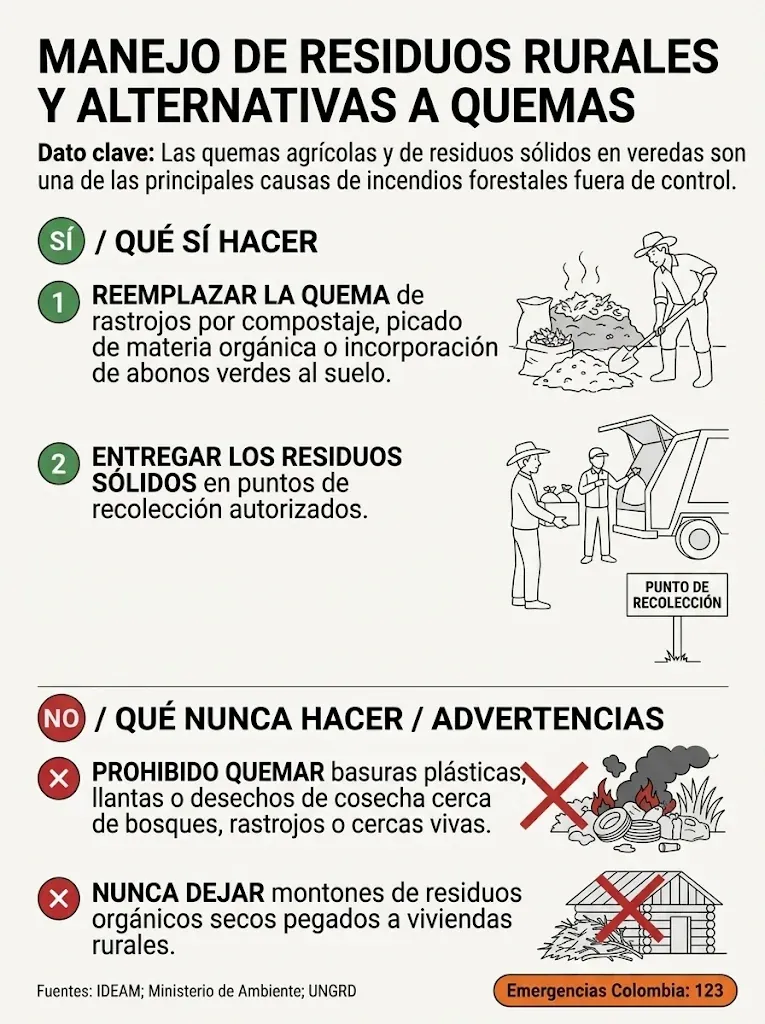 MANEJO DE RESIDUOS RURALES
Y ALTERNATIVAS A QUEMAS
Dato clave: Las quemas agrícolas y de residuos sólidos en veredas son
una de las principales causas de incendios forestales fuera de control.
SÍ / QUÉ SÍ HACER
1 REEMPLAZAR LA QUEMA de
rastrojos por compostaje, picado
de materia orgánica o incorporación
de abonos verdes al suelo.
2 ENTREGAR LOS RESIDUOS
SÓLIDOS en puntos de
recolección autorizados.
PUNTO DE
RECOLECCIÓN
NO / QUÉ NUNCA HACER / ADVERTENCIAS
PROHIBIDO QUEMAR basuras plásticas,
llantas o desechos de cosecha cerca
de bosques, rastrojos o cercas vivas.
NUNCA DEJAR montones de residuos
orgánicos secos pegados a viviendas
rurales.
Fuentes: IDEAM; Ministerio de Ambiente; UNGRD
Emergencias Colombia: 123